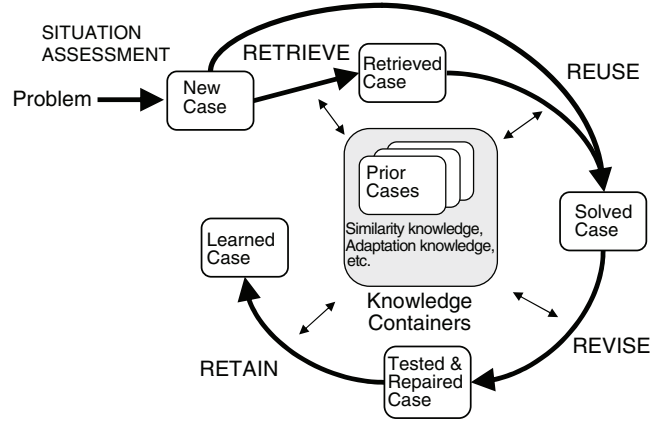 SITUATION
ASSESSMENT
Problem
New
Case
RETRIEVE
Retrieved
Case
REUSE
Prior
Cases
Similarity knowledge,
Adaptation knowledge,
etc.
Knowledge
Containers
Solved
Case
REVISE
Tested &
Repaired
Case
RETAIN
Learned
Case